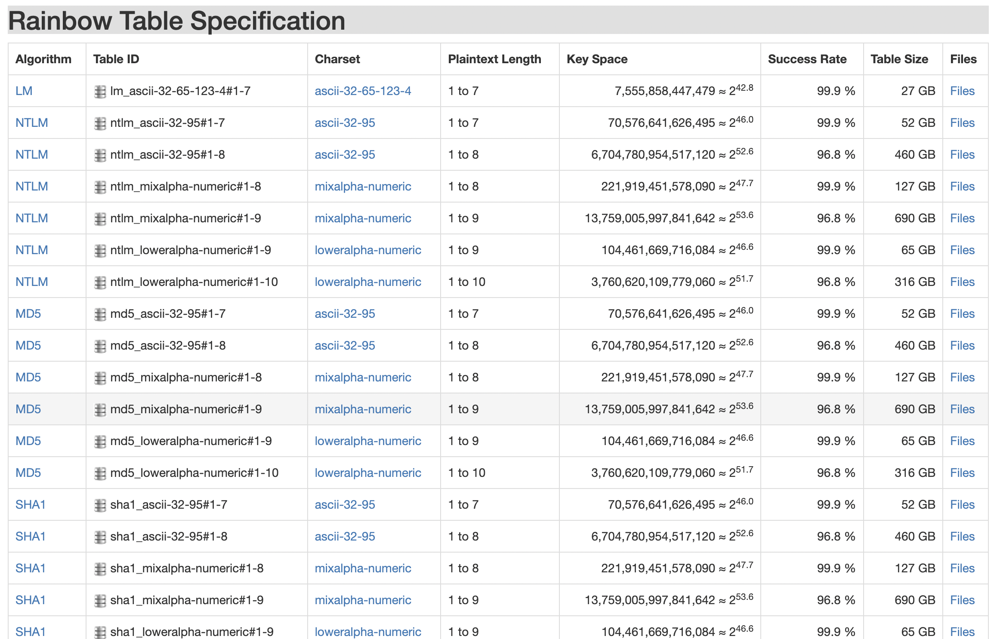 Rainbow Table Specification
Algorithm Table ID Charset Plaintext Length Key Space Success Rate Table Size Files
LM lm_ascii-32-65-123-4#1-7 ascii-32-65-123-4 1 to 7 7,555,858,447,479 ≈ 2^42.8 99.9 % 27 GB Files
NTLM ntlm_ascii-32-95#1-7 ascii-32-95 1 to 7 70,576,641,626,495 ≈ 2^46.0 99.9 % 52 GB Files
NTLM ntlm_ascii-32-95#1-8 ascii-32-95 1 to 8 6,704,780,954,517,120 ≈ 2^52.6 96.8 % 460 GB Files
NTLM ntlm_mixalpha-numeric#1-8 mixalpha-numeric 1 to 8 221,919,451,578,090 ≈ 2^47.7 99.9 % 127 GB Files
NTLM ntlm_mixalpha-numeric#1-9 mixalpha-numeric 1 to 9 13,759,005,997,841,642 ≈ 2^53.6 96.8 % 690 GB Files
NTLM ntlm_loweralpha-numeric#1-9 loweralpha-numeric 1 to 9 104,461,669,716,084 ≈ 2^46.6 99.9 % 65 GB Files
NTLM ntlm_loweralpha-numeric#1-10 loweralpha-numeric 1 to 10 3,760,620,109,779,060 ≈ 2^51.7 96.8 % 316 GB Files
MD5 md5_ascii-32-95#1-7 ascii-32-95 1 to 7 70,576,641,626,495 ≈ 2^46.0 99.9 % 52 GB Files
MD5 md5_ascii-32-95#1-8 ascii-32-95 1 to 8 6,704,780,954,517,120 ≈ 2^52.6 96.8 % 460 GB Files
MD5 md5_mixalpha-numeric#1-8 mixalpha-numeric 1 to 8 221,919,451,578,090 ≈ 2^47.7 99.9 % 127 GB Files
MD5 md5_mixalpha-numeric#1-9 mixalpha-numeric 1 to 9 13,759,005,997,841,642 ≈ 2^53.6 96.8 % 690 GB Files
MD5 md5_loweralpha-numeric#1-9 loweralpha-numeric 1 to 9 104,461,669,716,084 ≈ 2^46.6 99.9 % 65 GB Files
MD5 md5_loweralpha-numeric#1-10 loweralpha-numeric 1 to 10 3,760,620,109,779,060 ≈ 2^51.7 96.8 % 316 GB Files
SHA1 sha1_ascii-32-95#1-7 ascii-32-95 1 to 7 70,576,641,626,495 ≈ 2^46.0 99.9 % 52 GB Files
SHA1 sha1_ascii-32-95#1-8 ascii-32-95 1 to 8 6,704,780,954,517,120 ≈ 2^52.6 96.8 % 460 GB Files
SHA1 sha1_mixalpha-numeric#1-8 mixalpha-numeric 1 to 8 221,919,451,578,090 ≈ 2^47.7 99.9 % 127 GB Files
SHA1 sha1_mixalpha-numeric#1-9 mixalpha-numeric 1 to 9 13,759,005,997,841,642 ≈ 2^53.6 96.8 % 690 GB Files
SHA1 sha1_loweralpha-numeric#1-9 loweralpha-numeric 1 to 9 104,461,669,716,084 ≈ 2^46.6 99.9 % 65 GB Files